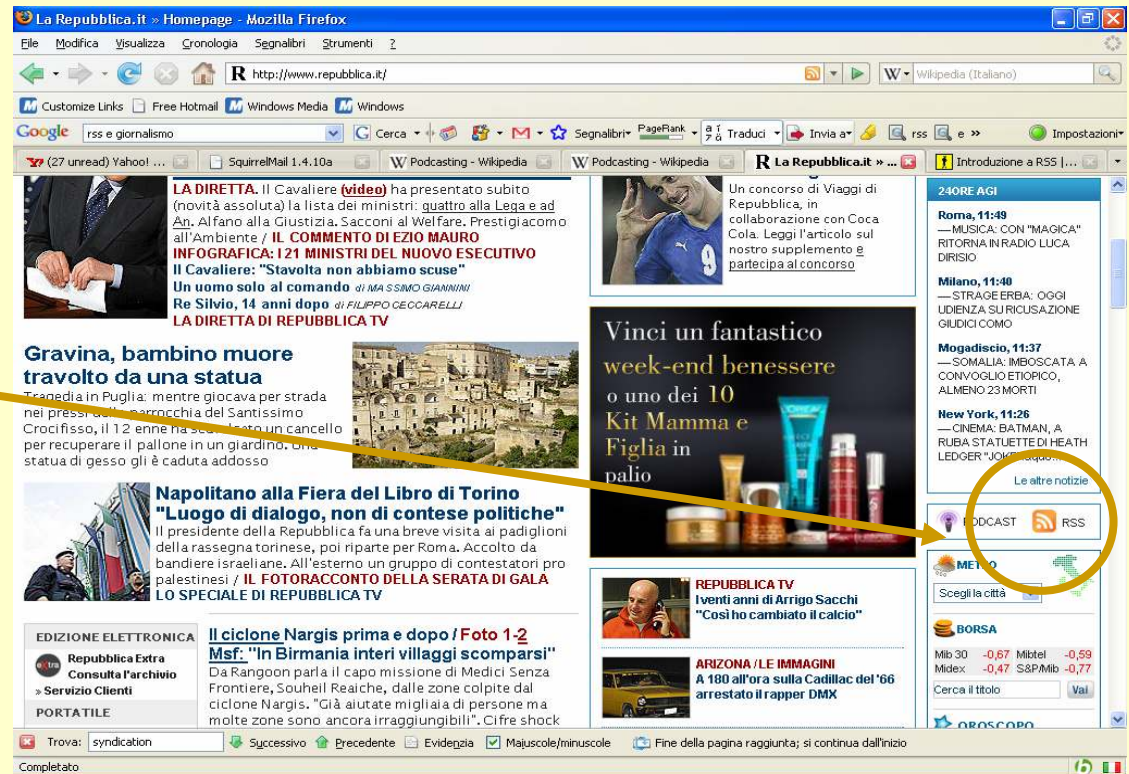 La Repubblica.it » Homepage - Mozilla Firefox
File Modifica Visualizza Cronologia Segnalibri Strumenti ?
R http://www.repubblica.it/
W Wikipedia (Italiano)
Customize Links Free Hotmail Windows Media Windows
Google rss e giornalismo
G Cerca
Segnalibri PageRank Traduci Invia a rss e » Impostazioni
(27 unread) Yahoo! ...
SquirrelMail 1.4.10a
W Podcasting - Wikipedia
W Podcasting - Wikipedia
R La Repubblica.it » ...
Introduzione a RSS | ...
LA DIRETTA. Il Cavaliere (video) ha presentato subito
(novità assoluta) la lista dei ministri: quattro alla Lega e ad
An. Alfano alla Giustizia. Sacconi al Welfare. Prestigiacomo
all'Ambiente / IL COMMENTO DI EZIO MAURO
INFOGRAFICA: I 21 MINISTRI DEL NUOVO ESECUTIVO
Il Cavaliere: "Stavolta non abbiamo scuse"
Un uomo solo al comando di MASSIMO GIANNINI
Re Silvio, 14 anni dopo di FILIPPO CECCARELLI
LA DIRETTA DI REPUBBLICA TV
Gravina, bambino muore
travolto da una statua
Tragedia in Puglia: mentre giocava per strada
nei pressi della parrocchia del Santissimo
Crocifisso, il 12 enne ha scavalcato un cancello
per recuperare il pallone in un giardino. Una
statua di gesso gli è caduta addosso
Napolitano alla Fiera del Libro di Torino
"Luogo di dialogo, non di contese politiche"
Il presidente della Repubblica fa una breve visita ai padiglioni
della rassegna torinese, poi riparte per Roma. Accolto da
bandiere israeliane. All'esterno un gruppo di contestatori pro
palestinesi / IL FOTORACCONTO DELLA SERATA DI GALA
LO SPECIALE DI REPUBBLICA TV
EDIZIONE ELETTRONICA
extra Repubblica Extra
Consulta l'archivio
» Servizio Clienti
PORTATILE
Il ciclone Nargis prima e dopo / Foto 1-2
Msf: "In Birmania interi villaggi scomparsi"
Da Rangoon parla il capo missione di Medici Senza
Frontiere, Souheil Reaiche, dalle zone colpite dal
ciclone Nargis. "Già aiutate migliaia di persone ma
molte zone sono ancora irraggiungibili". Cifre shock
Un concorso di Viaggi di
Repubblica, in
collaborazione con Coca
Cola. Leggi l'articolo sul
nostro supplemento e
partecipa al concorso
9
Vinci un fantastico
week-end benessere
o uno dei 10
Kit Mamma e
Figlia in
palio
REPUBBLICA TV
I venti anni di Arrigo Sacchi
"Così ho cambiato il calcio"
ARIZONA / LE IMMAGINI
A 180 all'ora sulla Cadillac del '66
arrestato il rapper DMX
24ORE AGI
Roma, 11:49
—MUSICA: CON "MAGICA"
RITORNA IN RADIO LUCA
DIRISIO
Milano, 11:40
—STRAGE ERBA: OGGI
UDIENZA SU RICUSAZIONE
GIUDICI COMO
Mogadiscio, 11:37
—SOMALIA: IMBOSCATA A
CONVOGLIO ETIOPICO,
ALMENO 23 MORTI
New York, 11:26
—CINEMA: BATMAN, A
RUBA STATUETTE DI HEATH
LEDGER "JOKER&quo...
Le altre notizie
PODCAST RSS
METEO
Scegli la città
BORSA
Mib 30 -0,67 Mibtel -0,59
Midex -0,47 S&P/Mib -0,77
Cerca il titolo Vai
OROSCOPO
Trova: syndication Successivo Precedente Evidenzia Maiuscole/minuscole Fine della pagina raggiunta; si continua dall'inizio
Completato